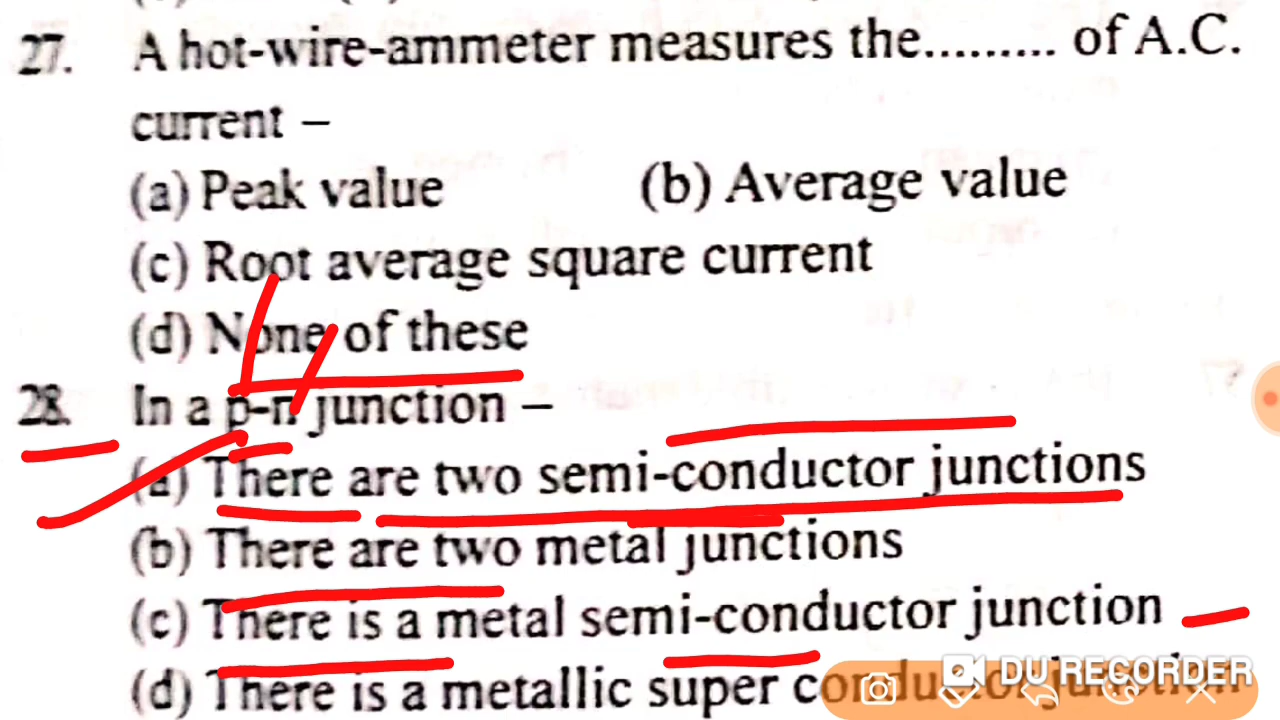 27. A hot-wire-ammeter measures the......... of A.C.
current –
(a) Peak value (b) Average value
(c) Root average square current
(d) None of these
28. In a p-n junction –
(a) There are two semi-conductor junctions
(b) There are two metal junctions
(c) There is a metal semi-conductor junction
(d) There is a metallic super conductor junction
DU RECORDER